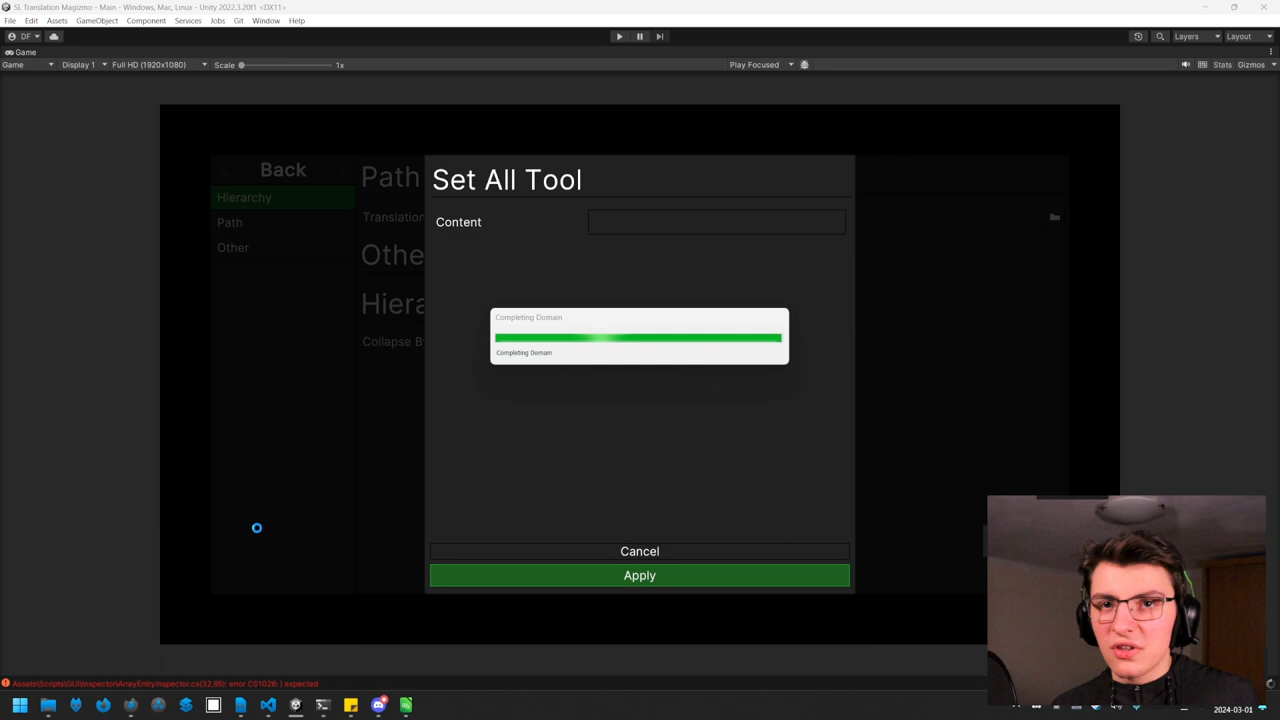 SL Translation Magizmo - Main - Windows, Mac, Linux - Unity 2022.3.20f1 <DX11>
File Edit Assets GameObject Component Services Jobs Git Window Help
DF Layers Layout
Game
Game Display 1 Full HD (1920x1080) Scale 1x Play Focused Stats Gizmos
Back
Hierarchy
Path
Other
Path
Translation
Othe
Hiera
Collapse B
Set All Tool
Content
Completing Domain
Completing Domain
Cancel
Apply
Assets\Scripts\GUI\Inspector\ArrayEntryInspector.cs(32,65): error CS1026: ) expected
2024-03-01